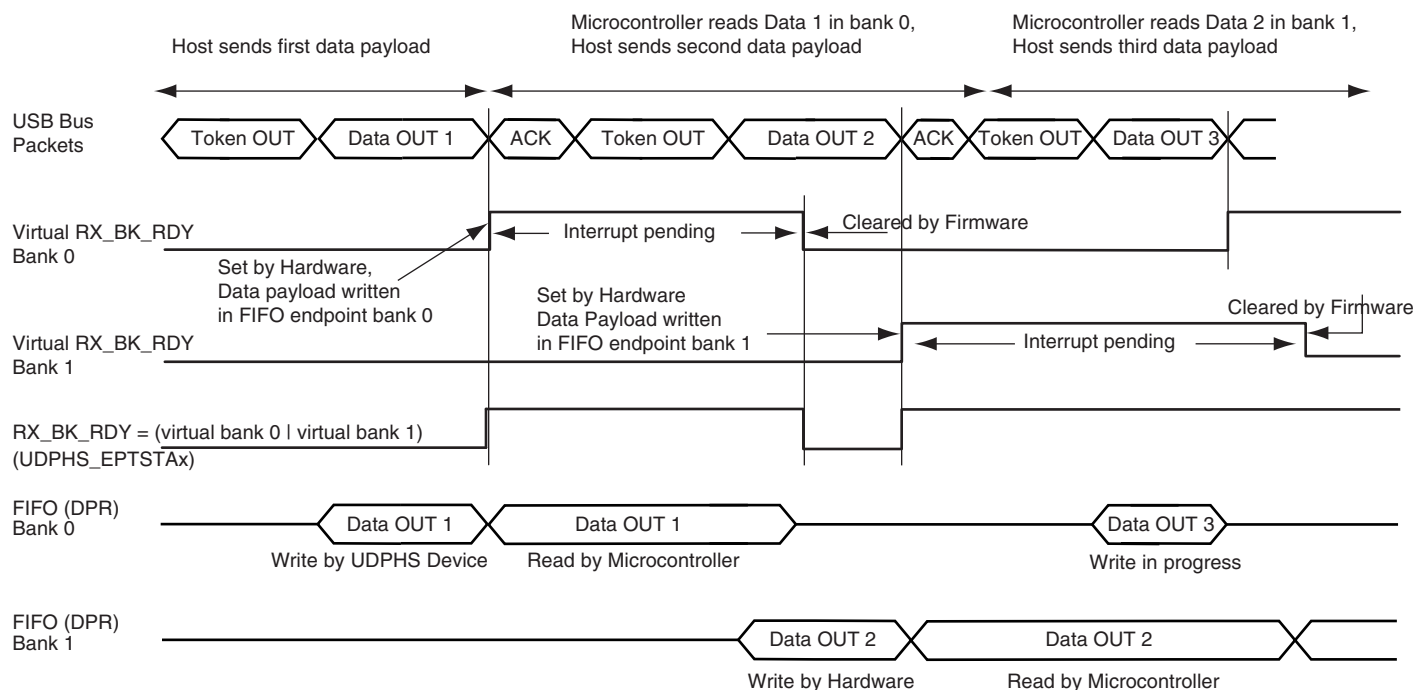 Host sends first data payload
Microcontroller reads Data 1 in bank 0,
Host sends second data payload
Microcontroller reads Data 2 in bank 1,
Host sends third data payload
USB Bus
Packets
Token OUT
Data OUT 1
ACK
Token OUT
Data OUT 2
ACK
Token OUT
Data OUT 3
Virtual RX_BK_RDY
Bank 0
Interrupt pending
Cleared by Firmware
Set by Hardware,
Data payload written
in FIFO endpoint bank 0
Set by Hardware
Data Payload written
in FIFO endpoint bank 1
Cleared by Firmware
Virtual RX_BK_RDY
Bank 1
Interrupt pending
RX_BK_RDY = (virtual bank 0 | virtual bank 1)
(UDPHS_EPTSTAx)
FIFO (DPR)
Bank 0
Data OUT 1
Data OUT 1
Data OUT 3
Write by UDPHS Device
Read by Microcontroller
Write in progress
FIFO (DPR)
Bank 1
Data OUT 2
Data OUT 2
Write by Hardware
Read by Microcontroller